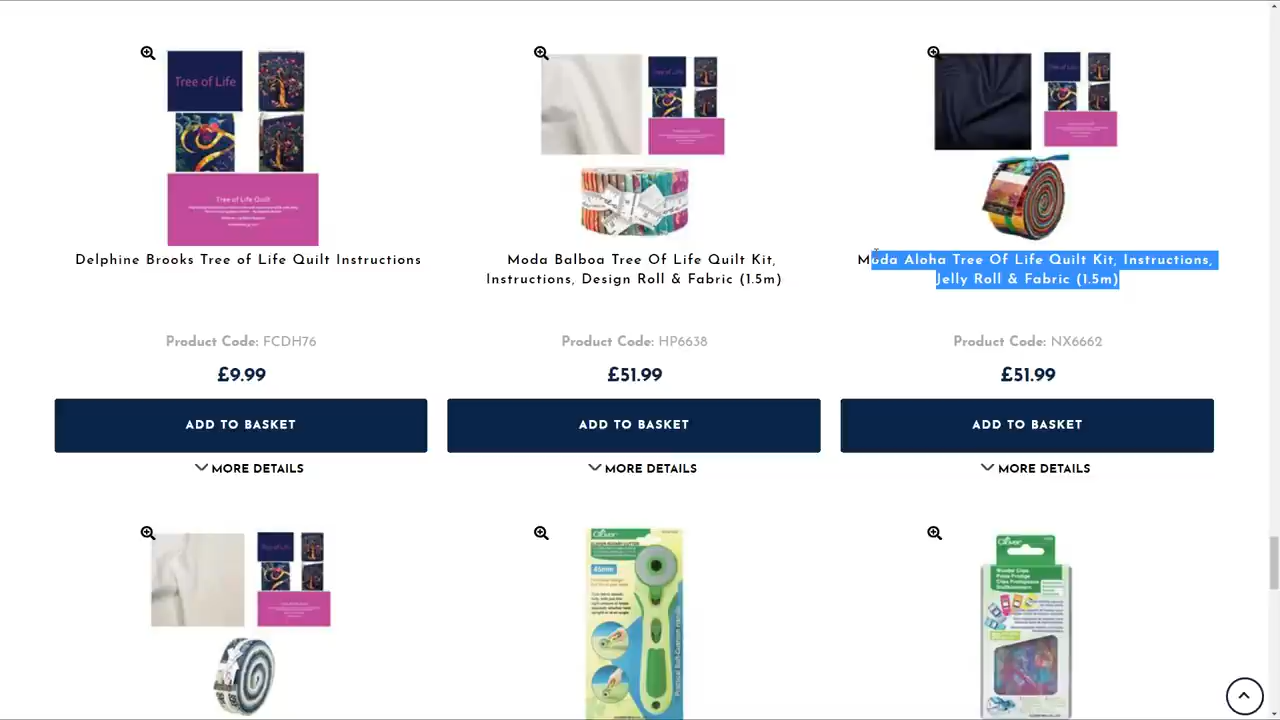 Tree of Life
Tree of Life Quilt
Delphine Brooks Tree of Life Quilt Instructions
Moda Balboa Tree Of Life Quilt Kit,
Instructions, Design Roll & Fabric (1.5m)
Moda Aloha Tree Of Life Quilt Kit, Instructions,
Jelly Roll & Fabric (1.5m)
Product Code: FCDH76
Product Code: HP6638
Product Code: NX6662
£9.99
£51.99
£51.99
ADD TO BASKET
ADD TO BASKET
ADD TO BASKET
MORE DETAILS
MORE DETAILS
MORE DETAILS
Clover
45mm
Clover
Wonder Clips